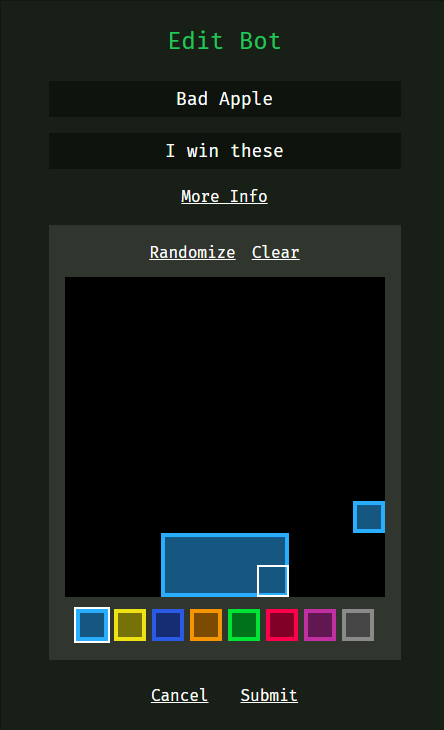 Edit Bot
Bad Apple
I win these
More Info
Randomize Clear
Cancel Submit